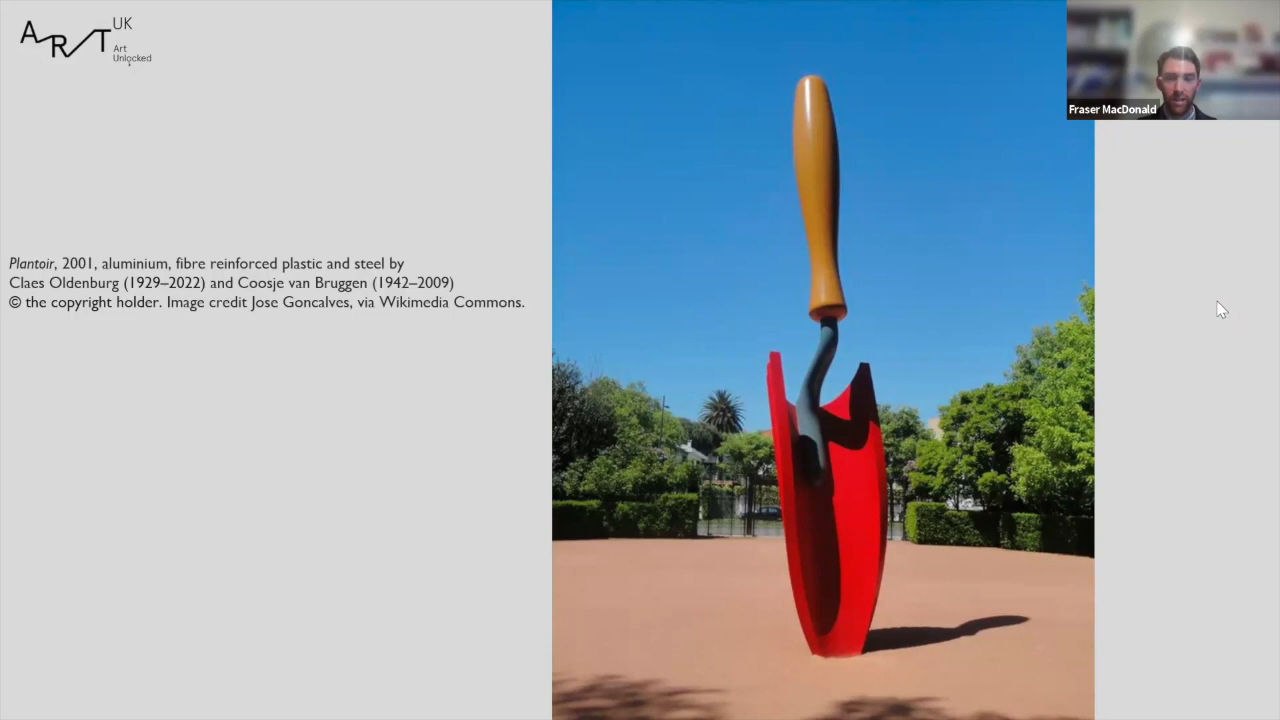 ART UK
Art
Unlocked
Fraser MacDonald
Plantoir, 2001, aluminium, fibre reinforced plastic and steel by
Claes Oldenburg (1929–2022) and Coosje van Bruggen (1942–2009)
© the copyright holder. Image credit Jose Goncalves, via Wikimedia Commons.